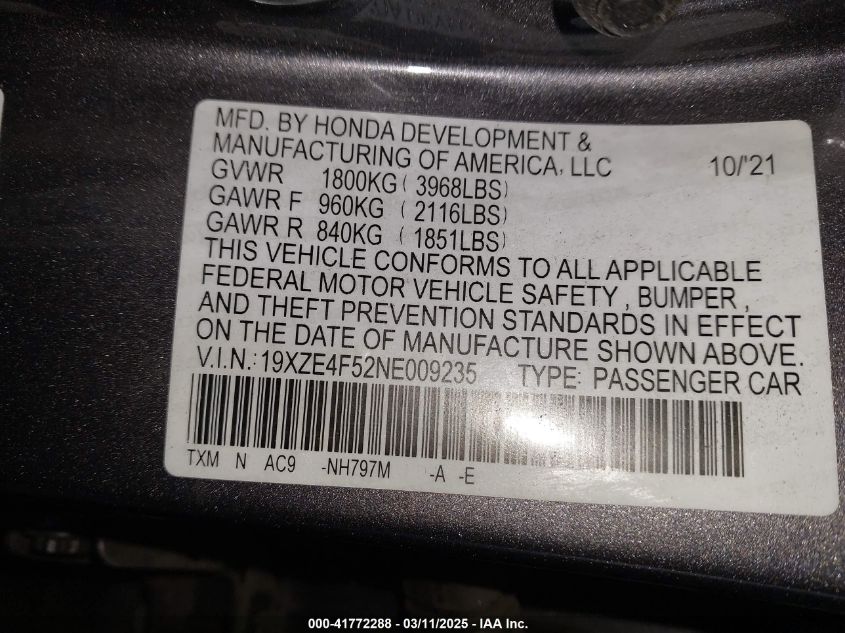 MFD. BY HONDA DEVELOPMENT &
MANUFACTURING OF AMERICA, LLC 10/'21
GVWR 1800KG ( 3968LBS)
GAWR F 960KG ( 2116LBS)
GAWR R 840KG ( 1851LBS)
THIS VEHICLE CONFORMS TO ALL APPLICABLE
FEDERAL MOTOR VEHICLE SAFETY , BUMPER ,
AND THEFT PREVENTION STANDARDS IN EFFECT
ON THE DATE OF MANUFACTURE SHOWN ABOVE.
V.I.N.:19XZE4F52NE009235 TYPE: PASSENGER CAR
TXM N AC9 -NH797M -A -E
000-41772288 - 03/11/2025 - IAA Inc.